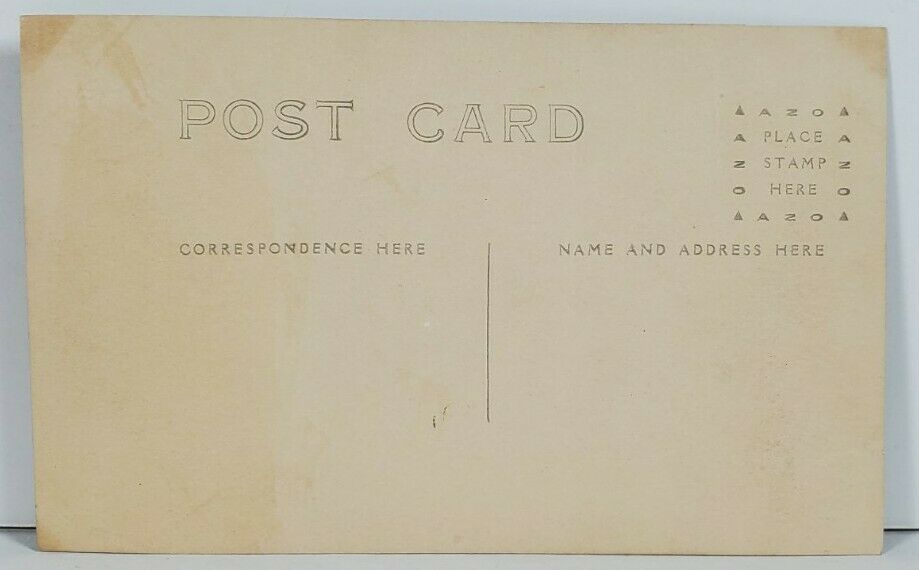 POST CARD
▲ AZO ▲
A PLACE A
Z STAMP Z
O HERE O
▲ AZO ▲
CORRESPONDENCE HERE
NAME AND ADDRESS HERE